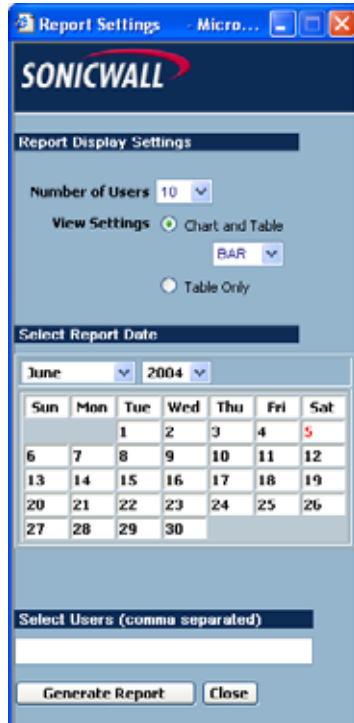 Report Settings - Micro...
SONICWALL
Report Display Settings
Number of Users 10
View Settings Chart and Table
BAR
Table Only
Select Report Date
June 2004
Sun Mon Tue Wed Thu Fri Sat
1 2 3 4 5
6 7 8 9 10 11 12
13 14 15 16 17 18 19
20 21 22 23 24 25 26
27 28 29 30
Select Users (comma separated)
Generate Report Close